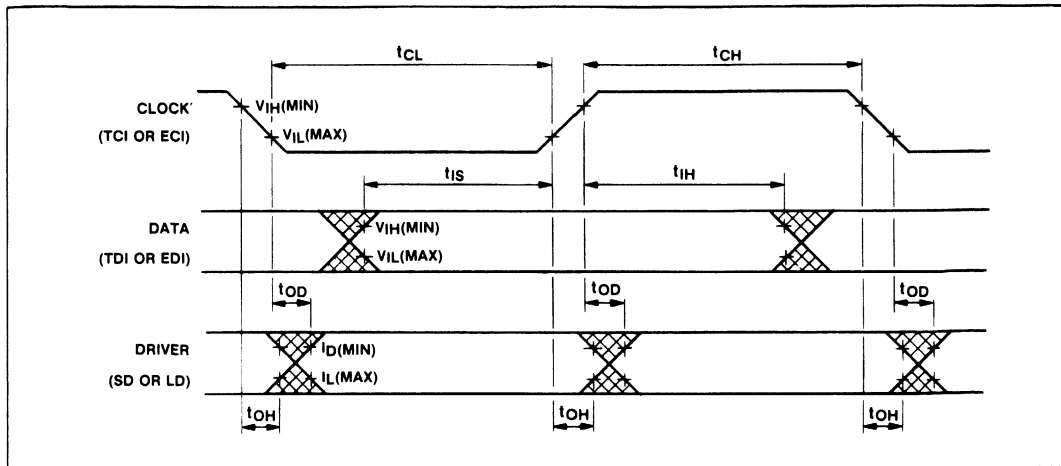 tCL
tCH
CLOCK
(TCI OR ECI)
VIH(MIN)
VIL(MAX)
tIS
tIH
DATA
(TDI OR EDI)
VIH(MIN)
VIL(MAX)
tOD
tOD
tOD
DRIVER
(SD OR LD)
ID(MIN)
IL(MAX)
tOH
tOH
tOH